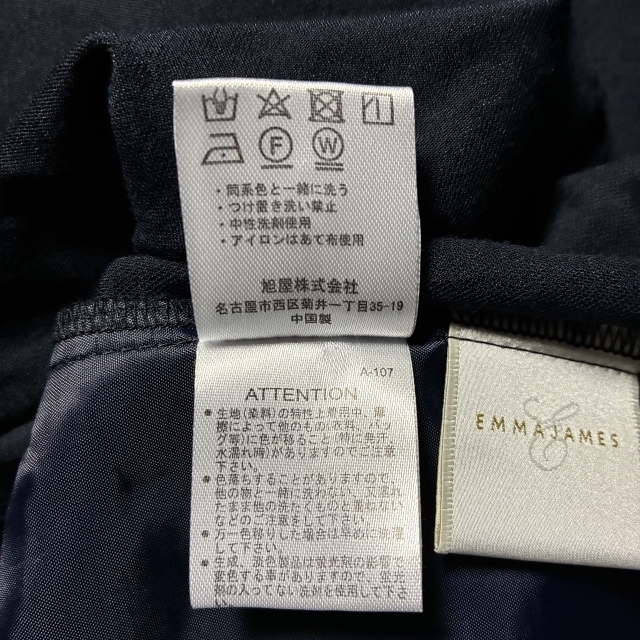 F W
・同系色と一緒に洗う
・つけ置き洗い禁止
・中性洗剤使用
・アイロンはあて布使用
旭屋株式会社
名古屋市西区菊井一丁目35-19
中国製
A-107
ATTENTION
●生地(染料)の特性上着用中、摩
擦によって他のもの(衣料、バッ
グ等)に色が移ること(特に発汗、
水濡れ時)がありますのでご注意
下さい。
●色落ちすることがありますので、
他の物と一緒に洗わない、又濡れ
たまま他の洗たくものと重ねない
などのご注意をして下さい。
●万一色移りした場合は早めに洗濯
して下さい。
●生成、淡色製品は蛍光剤の影響で
変色する事がありますので、蛍光
剤の入ってない洗剤を使用して下さ
EMMAJAMES